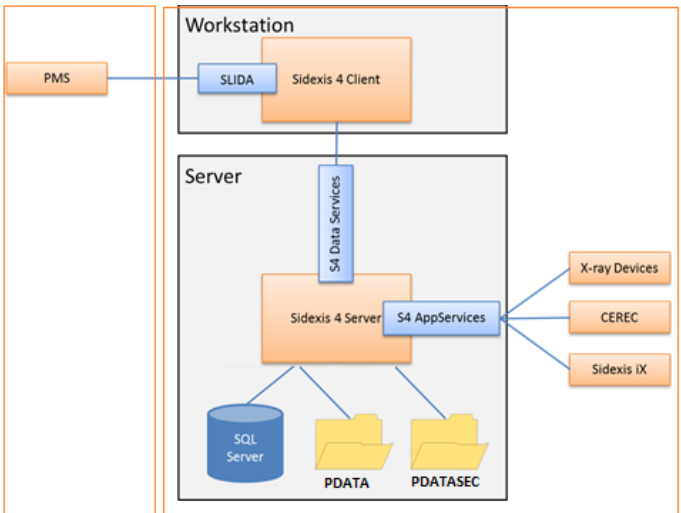 Workstation
PMS
SLIDA
Sidexis 4 Client
Server
S4 Data Services
X-ray Devices
Sidexis 4 Server
S4 AppServices
CEREC
Sidexis iX
SQL
Server
PDATA
PDATASEC